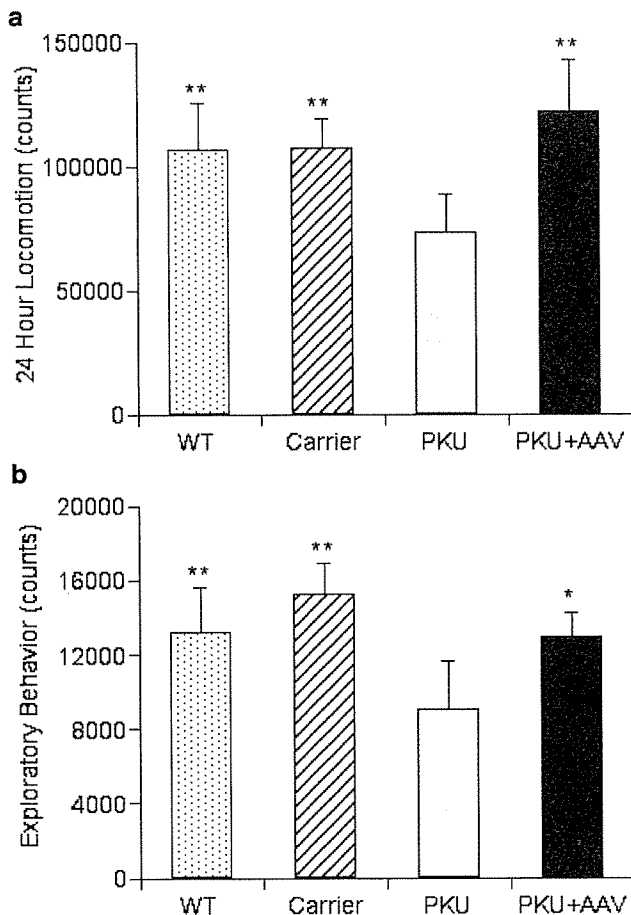 a
24 Hour Locomotion (counts)
150000
100000
50000
0
** ** **
WT Carrier PKU PKU+AAV
b
Exploratory Behavior (counts)
20000
16000
12000
8000
4000
0
** ** *
WT Carrier PKU PKU+AAV